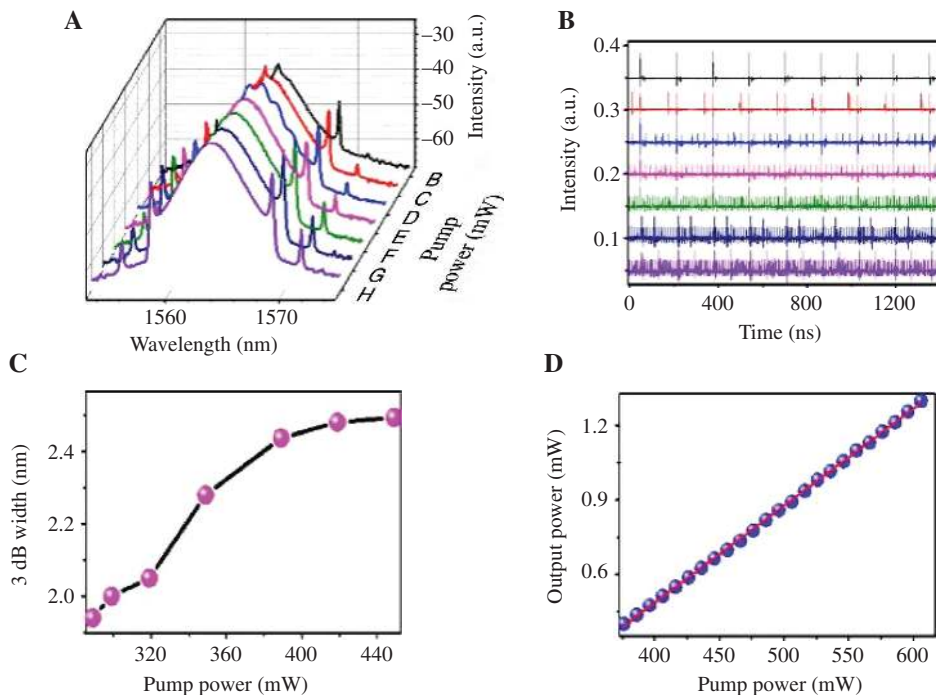 A
−30
−40
−50
−60
Intensity (a.u.)
B
C
D
E
F
G
H
Pump
power (mW)
1560
1570
Wavelength (nm)
B
0.4
0.3
0.2
0.1
Intensity (a.u.)
0
400
800
1200
Time (ns)
C
2.4
2.2
2.0
3 dB width (nm)
320
360
400
440
Pump power (mW)
D
1.2
0.9
0.6
Output power (mW)
400
450
500
550
600
Pump power (mW)